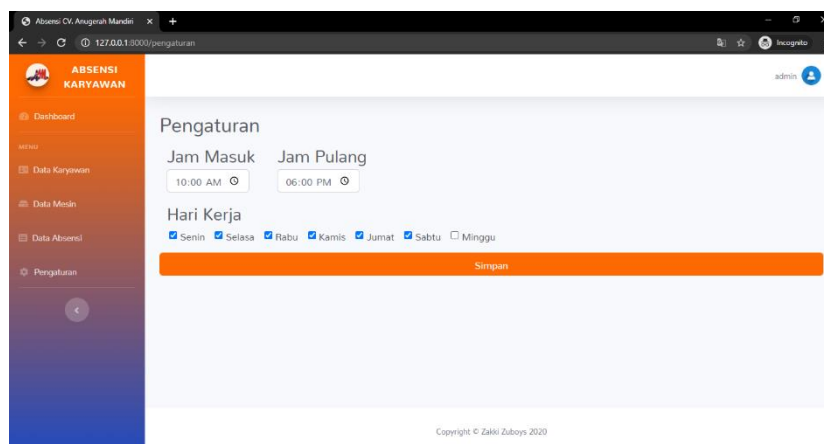 Absensi CV. Anugerah Mandiri
127.0.0.1:8000/pengaturan
Incognito
ABSENSI
KARYAWAN
admin
Dashboard
MENU
Data Karyawan
Data Mesin
Data Absensi
Pengaturan
Pengaturan
Jam Masuk Jam Pulang
10:00 AM 06:00 PM
Hari Kerja
Senin Selasa Rabu Kamis Jumat Sabtu Minggu
Simpan
Copyright © Zakki Zuboys 2020